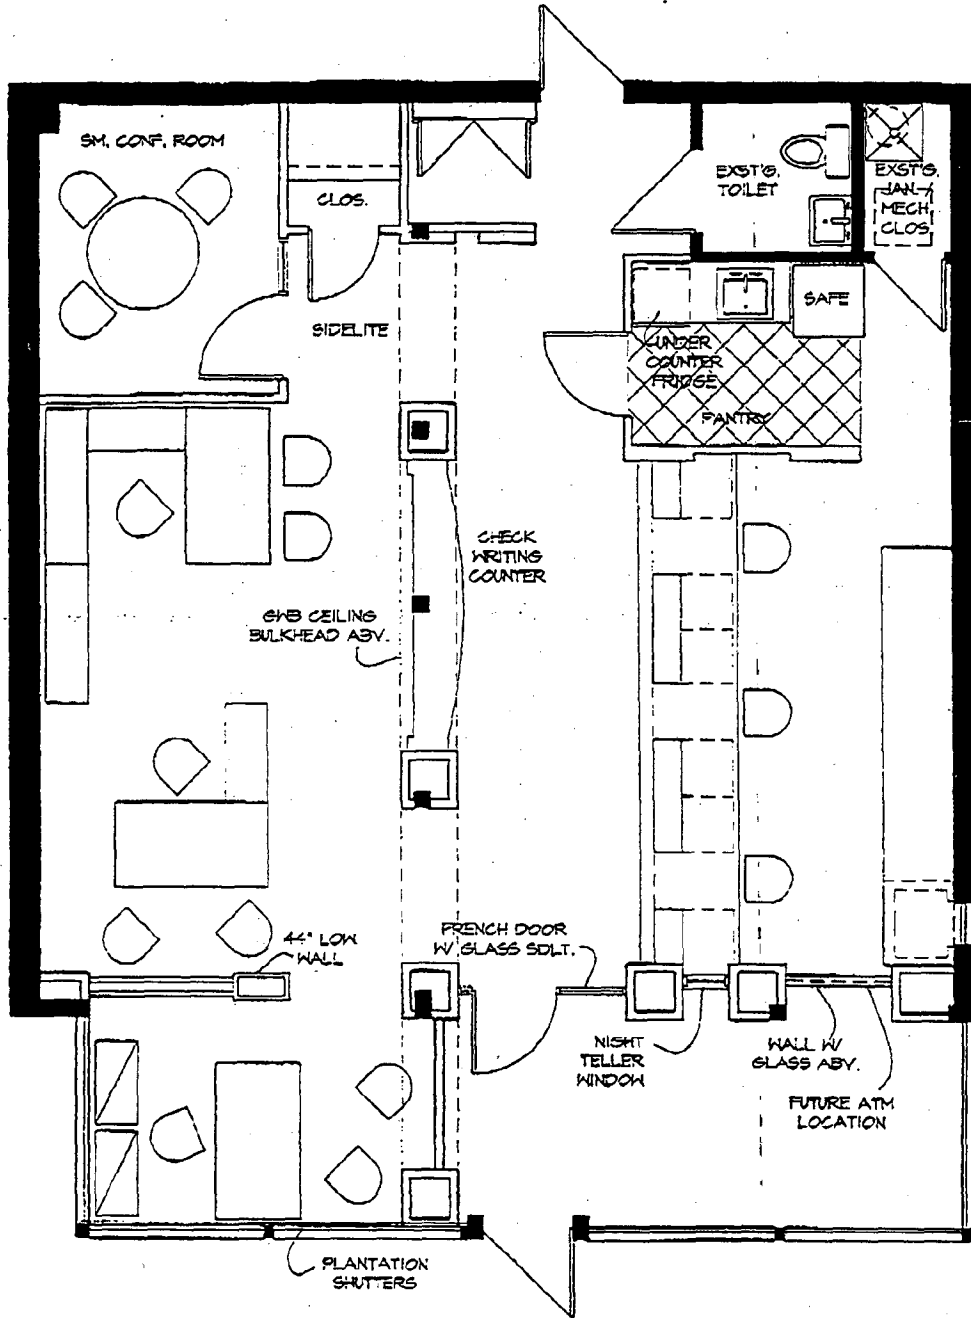 SM. CONF. ROOM
CLOS.
EXST'G.
TOILET
EXST'G.
JAN./
MECH
CLOS.
SIDELITE
SAFE
UNDER
COUNTER
FRIDGE
PANTRY
CHECK
WRITING
COUNTER
GWB CEILING
BULKHEAD ABV.
44" LOW
WALL
FRENCH DOOR
W/ GLASS SDLT.
NIGHT
TELLER
WINDOW
WALL W/
GLASS ABV.
FUTURE ATM
LOCATION
PLANTATION
SHUTTERS